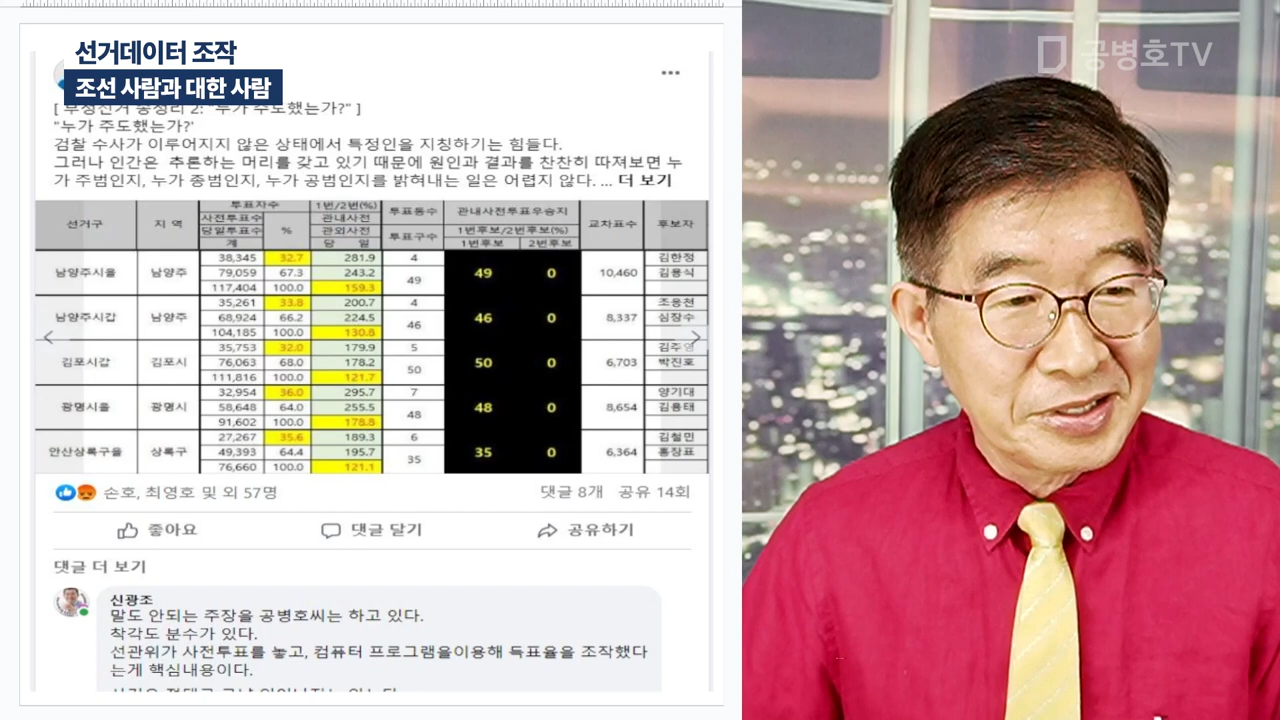 선거데이터 조작
조선 사람과 대한 사람
공병호TV
[ 부정선거 총정리 2: "누가 주도했는가?" ]
"누가 주도했는가?'
검찰 수사가 이루어지지 않은 상태에서 특정인을 지칭하기는 힘들다.
그러나 인간은 추론하는 머리를 갖고 있기 때문에 원인과 결과를 찬찬히 따져보면 누
가 주범인지, 누가 종범인지, 누가 공범인지를 밝혀내는 일은 어렵지 않다. ... 더 보기
선거구 지 역 투표자수 1번/2번(%) 투표동수 관내사전투표우승지 교차표수 후보자
사전투표수 % 관내사전
당일투표수 관외사전 투표구수 1번후보/2번후보(%)
계 당 일 1번후보 2번후보
38,345 32.7 281.9 4 김한정
남양주시을 남양주 79,059 67.3 243.2 49 49 0 10,460 김용식
117,404 100.0 159.3
35,261 33.8 200.7 4 조응천
남양주시갑 남양주 68,924 66.2 224.5 46 46 0 8,337 심장수
104,185 100.0 130.8
35,753 32.0 179.9 5 김주영
김포시갑 김포시 76,063 68.0 178.2 50 50 0 6,703 박진호
111,816 100.0 121.7
32,954 36.0 295.7 7 양기대
광명시을 광명시 58,648 64.0 255.5 48 48 0 8,654 김용태
91,602 100.0 178.8
27,267 35.6 189.3 6 김철민
안산상록구을 상록구 49,393 64.4 195.7 35 35 0 6,364 홍장표
76,660 100.0 121.1
손호, 최영호 및 외 57명 댓글 8개 공유 14회
좋아요 댓글 달기 공유하기
댓글 더 보기
신광조
말도 안되는 주장을 공병호씨는 하고 있다.
착각도 분수가 있다.
선관위가 사전투표를 놓고, 컴퓨터 프로그램을이용해 득표율을 조작했다
는게 핵심내용이다.